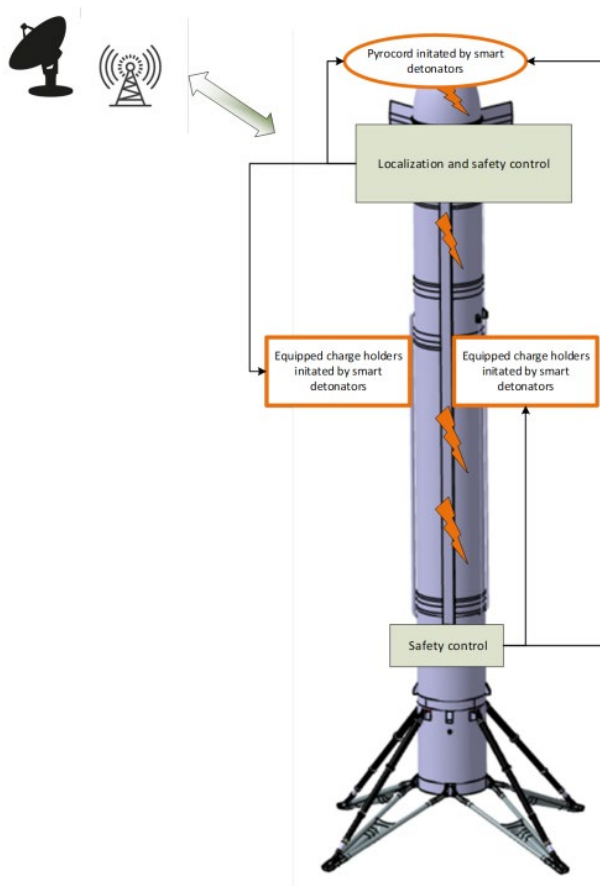 Pyrocord initated by smart
detonators
Localization and safety control
Equipped charge holders
initated by smart
detonators
Equipped charge holders
initated by smart
detonators
Safety control